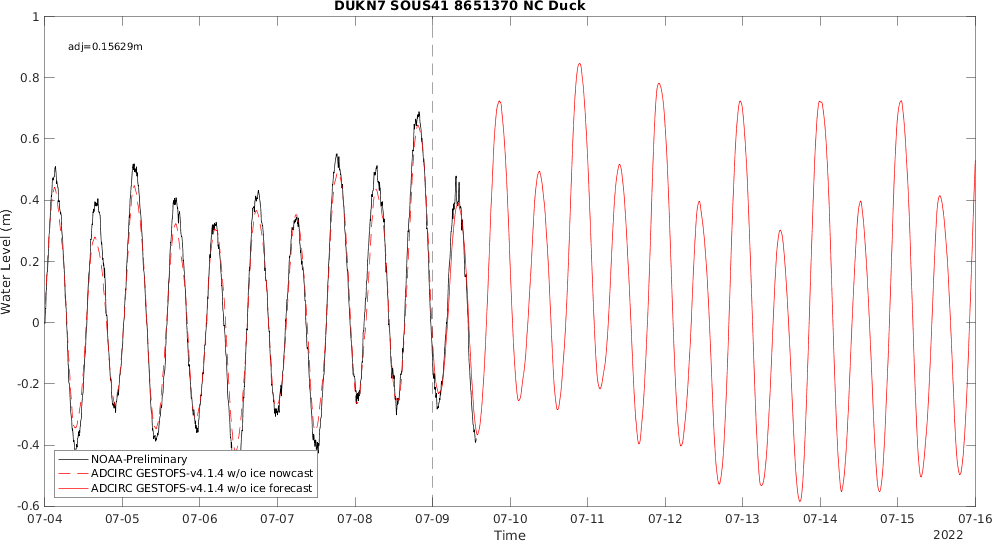 DUKN7 SOUS41 8651370 NC Duck
adj=0.15629m
1
0.8
0.6
0.4
0.2
0
-0.2
-0.4
-0.6
Water Level (m)
NOAA-Preliminary
ADCIRC GESTOFS-v4.1.4 w/o ice nowcast
ADCIRC GESTOFS-v4.1.4 w/o ice forecast
07-04 07-05 07-06 07-07 07-08 07-09 07-10 07-11 07-12 07-13 07-14 07-15 07-16
Time
2022